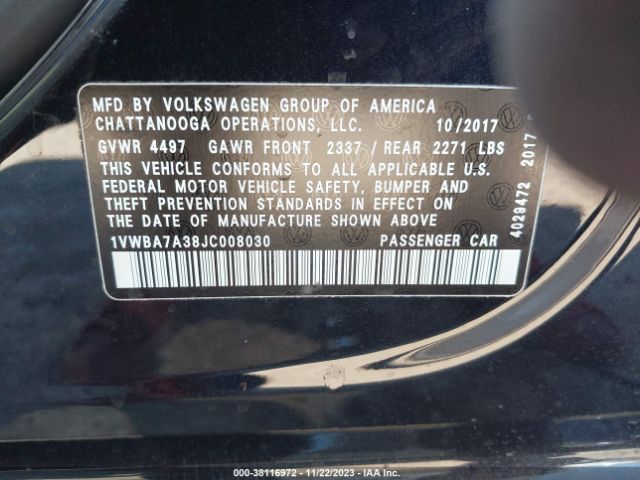 MFD BY VOLKSWAGEN GROUP OF AMERICA
CHATTANOOGA OPERATIONS, LLC. 10/2017
GVWR 4497 GAWR FRONT 2337 / REAR 2271 LBS
THIS VEHICLE CONFORMS TO ALL APPLICABLE U.S.
FEDERAL MOTOR VEHICLE SAFETY, BUMPER AND
THEFT PREVENTION STANDARDS IN EFFECT ON
THE DATE OF MANUFACTURE SHOWN ABOVE
1VWBA7A38JC008030 PASSENGER CAR
4029472 2017
000-38116972 - 11/22/2023 - IAA Inc.